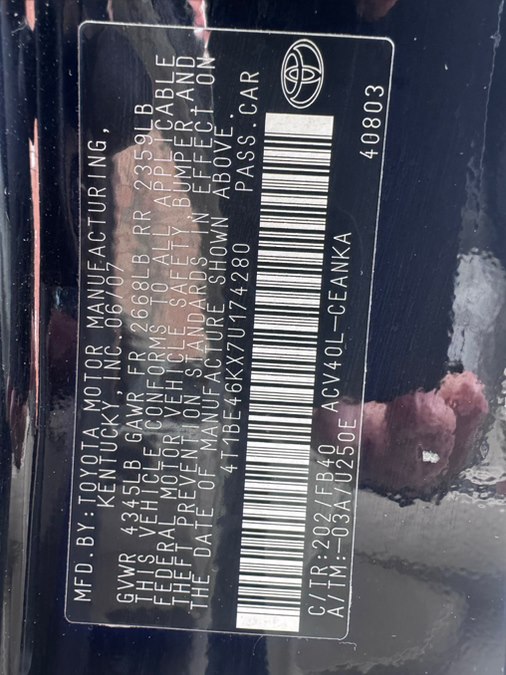 MFD.BY:TOYOTA MOTOR MANUFACTURING,
KENTUCKY,INC. 06/07
GVWR 4345LB GAWR FR 2668LB RR 2359LB
THIS VEHICLE CONFORMS TO ALL APPLICABLE
FEDERAL MOTOR VEHICLE SAFETY,BUMPER,AND
THEFT PREVENTION STANDARDS IN EFFECT ON
THE DATE OF MANUFACTURE SHOWN ABOVE.
4T1BE46KX7U174280 PASS.CAR
C/TR:202/FB40 ACV40L-CEANKA
A/TM:-03A/U250E 40803